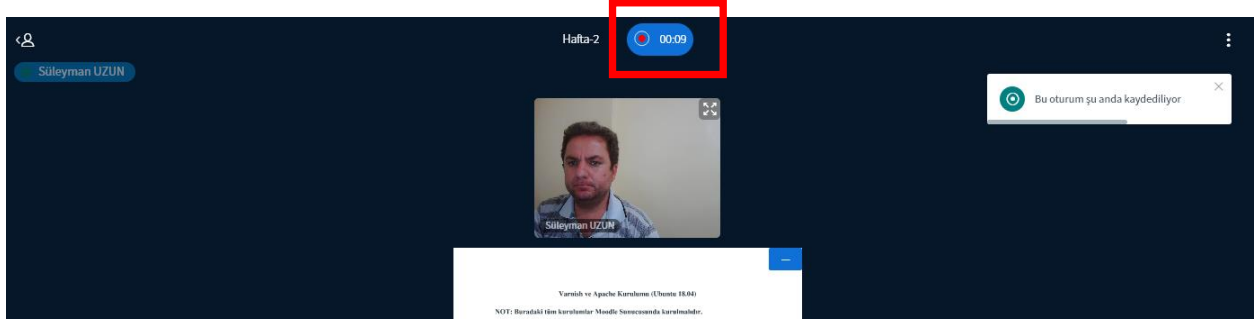 Hafta-2 00:09
Süleyman UZUN
Bu oturum şu anda kaydediliyor
Süleyman UZUN
Varnish ve Apache Kurulumu (Ubuntu 18.04)
NOT: Buradaki tüm kurulumlar Moodle Sunucusunda kurulmalıdır.